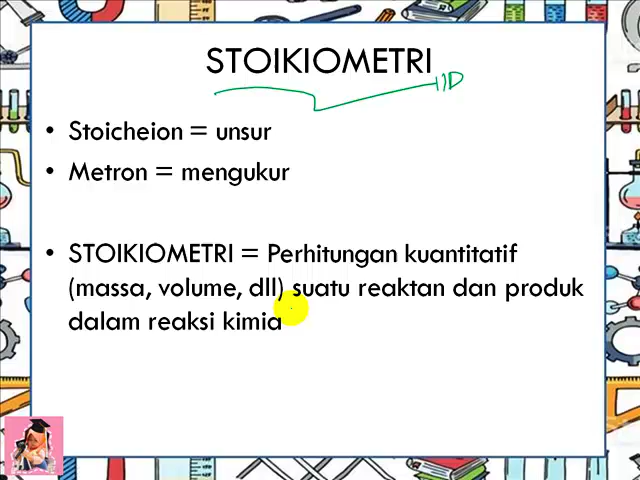 STOIKIOMETRI
• Stoicheion = unsur
• Metron = mengukur
• STOIKIOMETRI = Perhitungan kuantitatif
(massa, volume, dll) suatu reaktan dan produk
dalam reaksi kimia